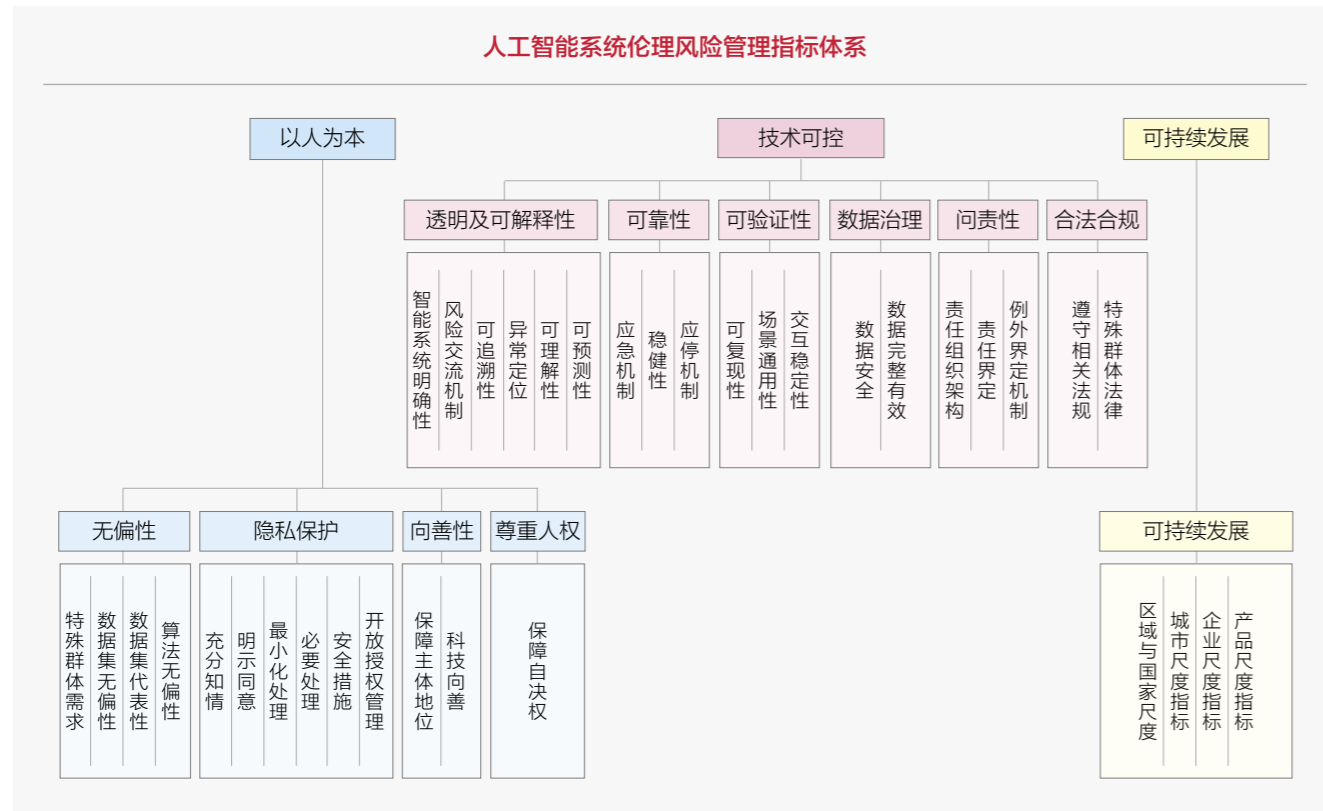 人工智能系统伦理风险管理指标体系
以人为本
技术可控
可持续发展
透明及可解释性
可靠性
可验证性
数据治理
问责性
合法合规
智能系统明确性
风险交流机制
可追溯性
异常定位
可理解性
可预测性
应急机制
稳健性
应停机制
可复现性
场景通用性
交互稳定性
数据安全
数据完整有效
责任组织架构
责任界定
例外界定机制
遵守相关法规
特殊群体法律
无偏性
隐私保护
向善性
尊重人权
可持续发展
特殊群体需求
数据集无偏性
数据集代表性
算法无偏性
充分知情
明示同意
最小化处理
必要处理
安全措施
开放授权管理
保障主体地位
科技向善
保障自决权
区域与国家尺度
城市尺度指标
企业尺度指标
产品尺度指标